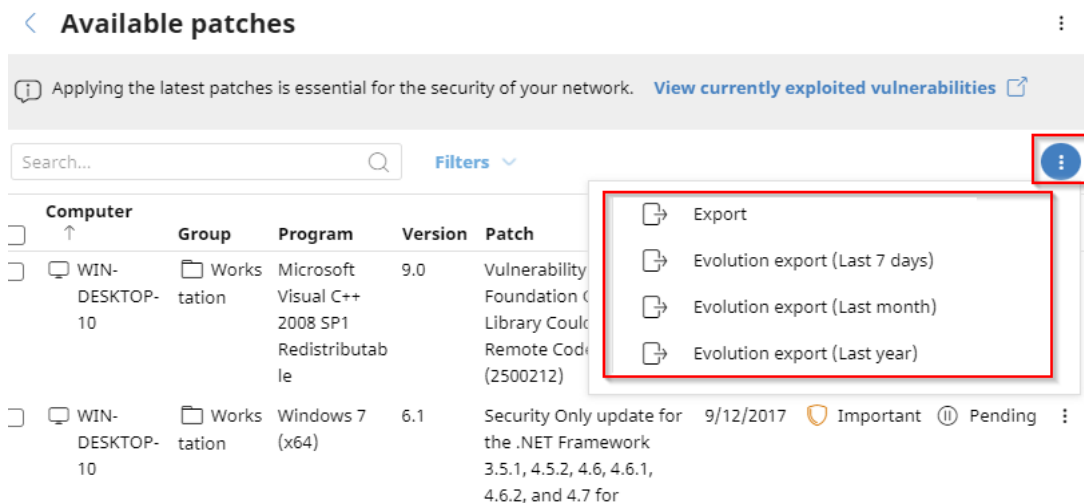 Available patches
Applying the latest patches is essential for the security of your network. View currently exploited vulnerabilities
Search...
Filters
Export
Evolution export (Last 7 days)
Evolution export (Last month)
Evolution export (Last year)
Computer Group Program Version Patch
WIN- Works Microsoft 9.0 Vulnerability
DESKTOP- tation Visual C++ Foundation
10 2008 SP1 Library
Redistributab Remote
le (2500212)
WIN- Works Windows 7 6.1 Security Only update for 9/12/2017 Important Pending
DESKTOP- tation (x64) the .NET Framework
10 3.5.1, 4.5.2, 4.6, 4.6.1,
4.6.2, and 4.7 for